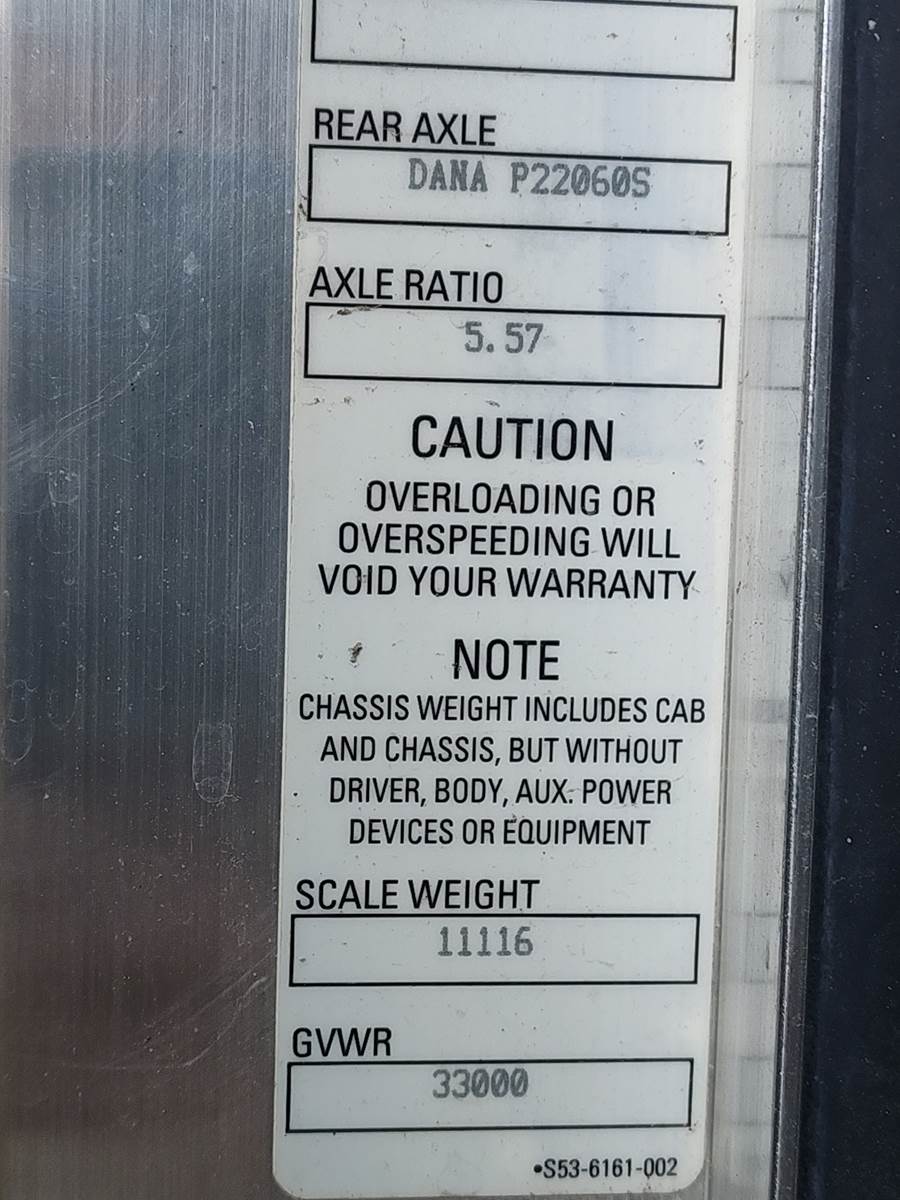 REAR AXLE
DANA P22060S
AXLE RATIO
5.57
CAUTION
OVERLOADING OR
OVERSPEEDING WILL
VOID YOUR WARRANTY
NOTE
CHASSIS WEIGHT INCLUDES CAB
AND CHASSIS, BUT WITHOUT
DRIVER, BODY, AUX. POWER
DEVICES OR EQUIPMENT
SCALE WEIGHT
11116
GVWR
33000
•S53-6161-002